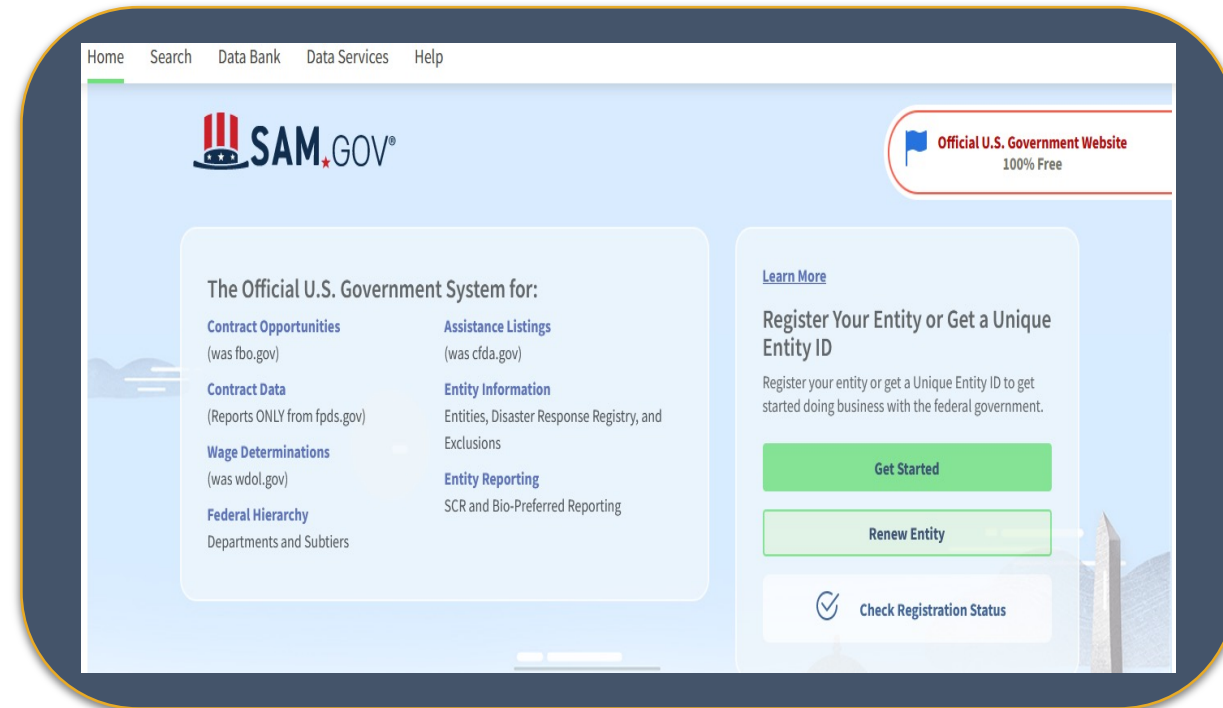 Home Search Data Bank Data Services Help
SAM.GOV®
Official U.S. Government Website
100% Free
The Official U.S. Government System for:
Contract Opportunities
(was fbo.gov)
Contract Data
(Reports ONLY from fpds.gov)
Wage Determinations
(was wdol.gov)
Federal Hierarchy
Departments and Subtiers
Assistance Listings
(was cfda.gov)
Entity Information
Entities, Disaster Response Registry, and
Exclusions
Entity Reporting
SCR and Bio-Preferred Reporting
Learn More
Register Your Entity or Get a Unique
Entity ID
Register your entity or get a Unique Entity ID to get
started doing business with the federal government.
Get Started
Renew Entity
Check Registration Status